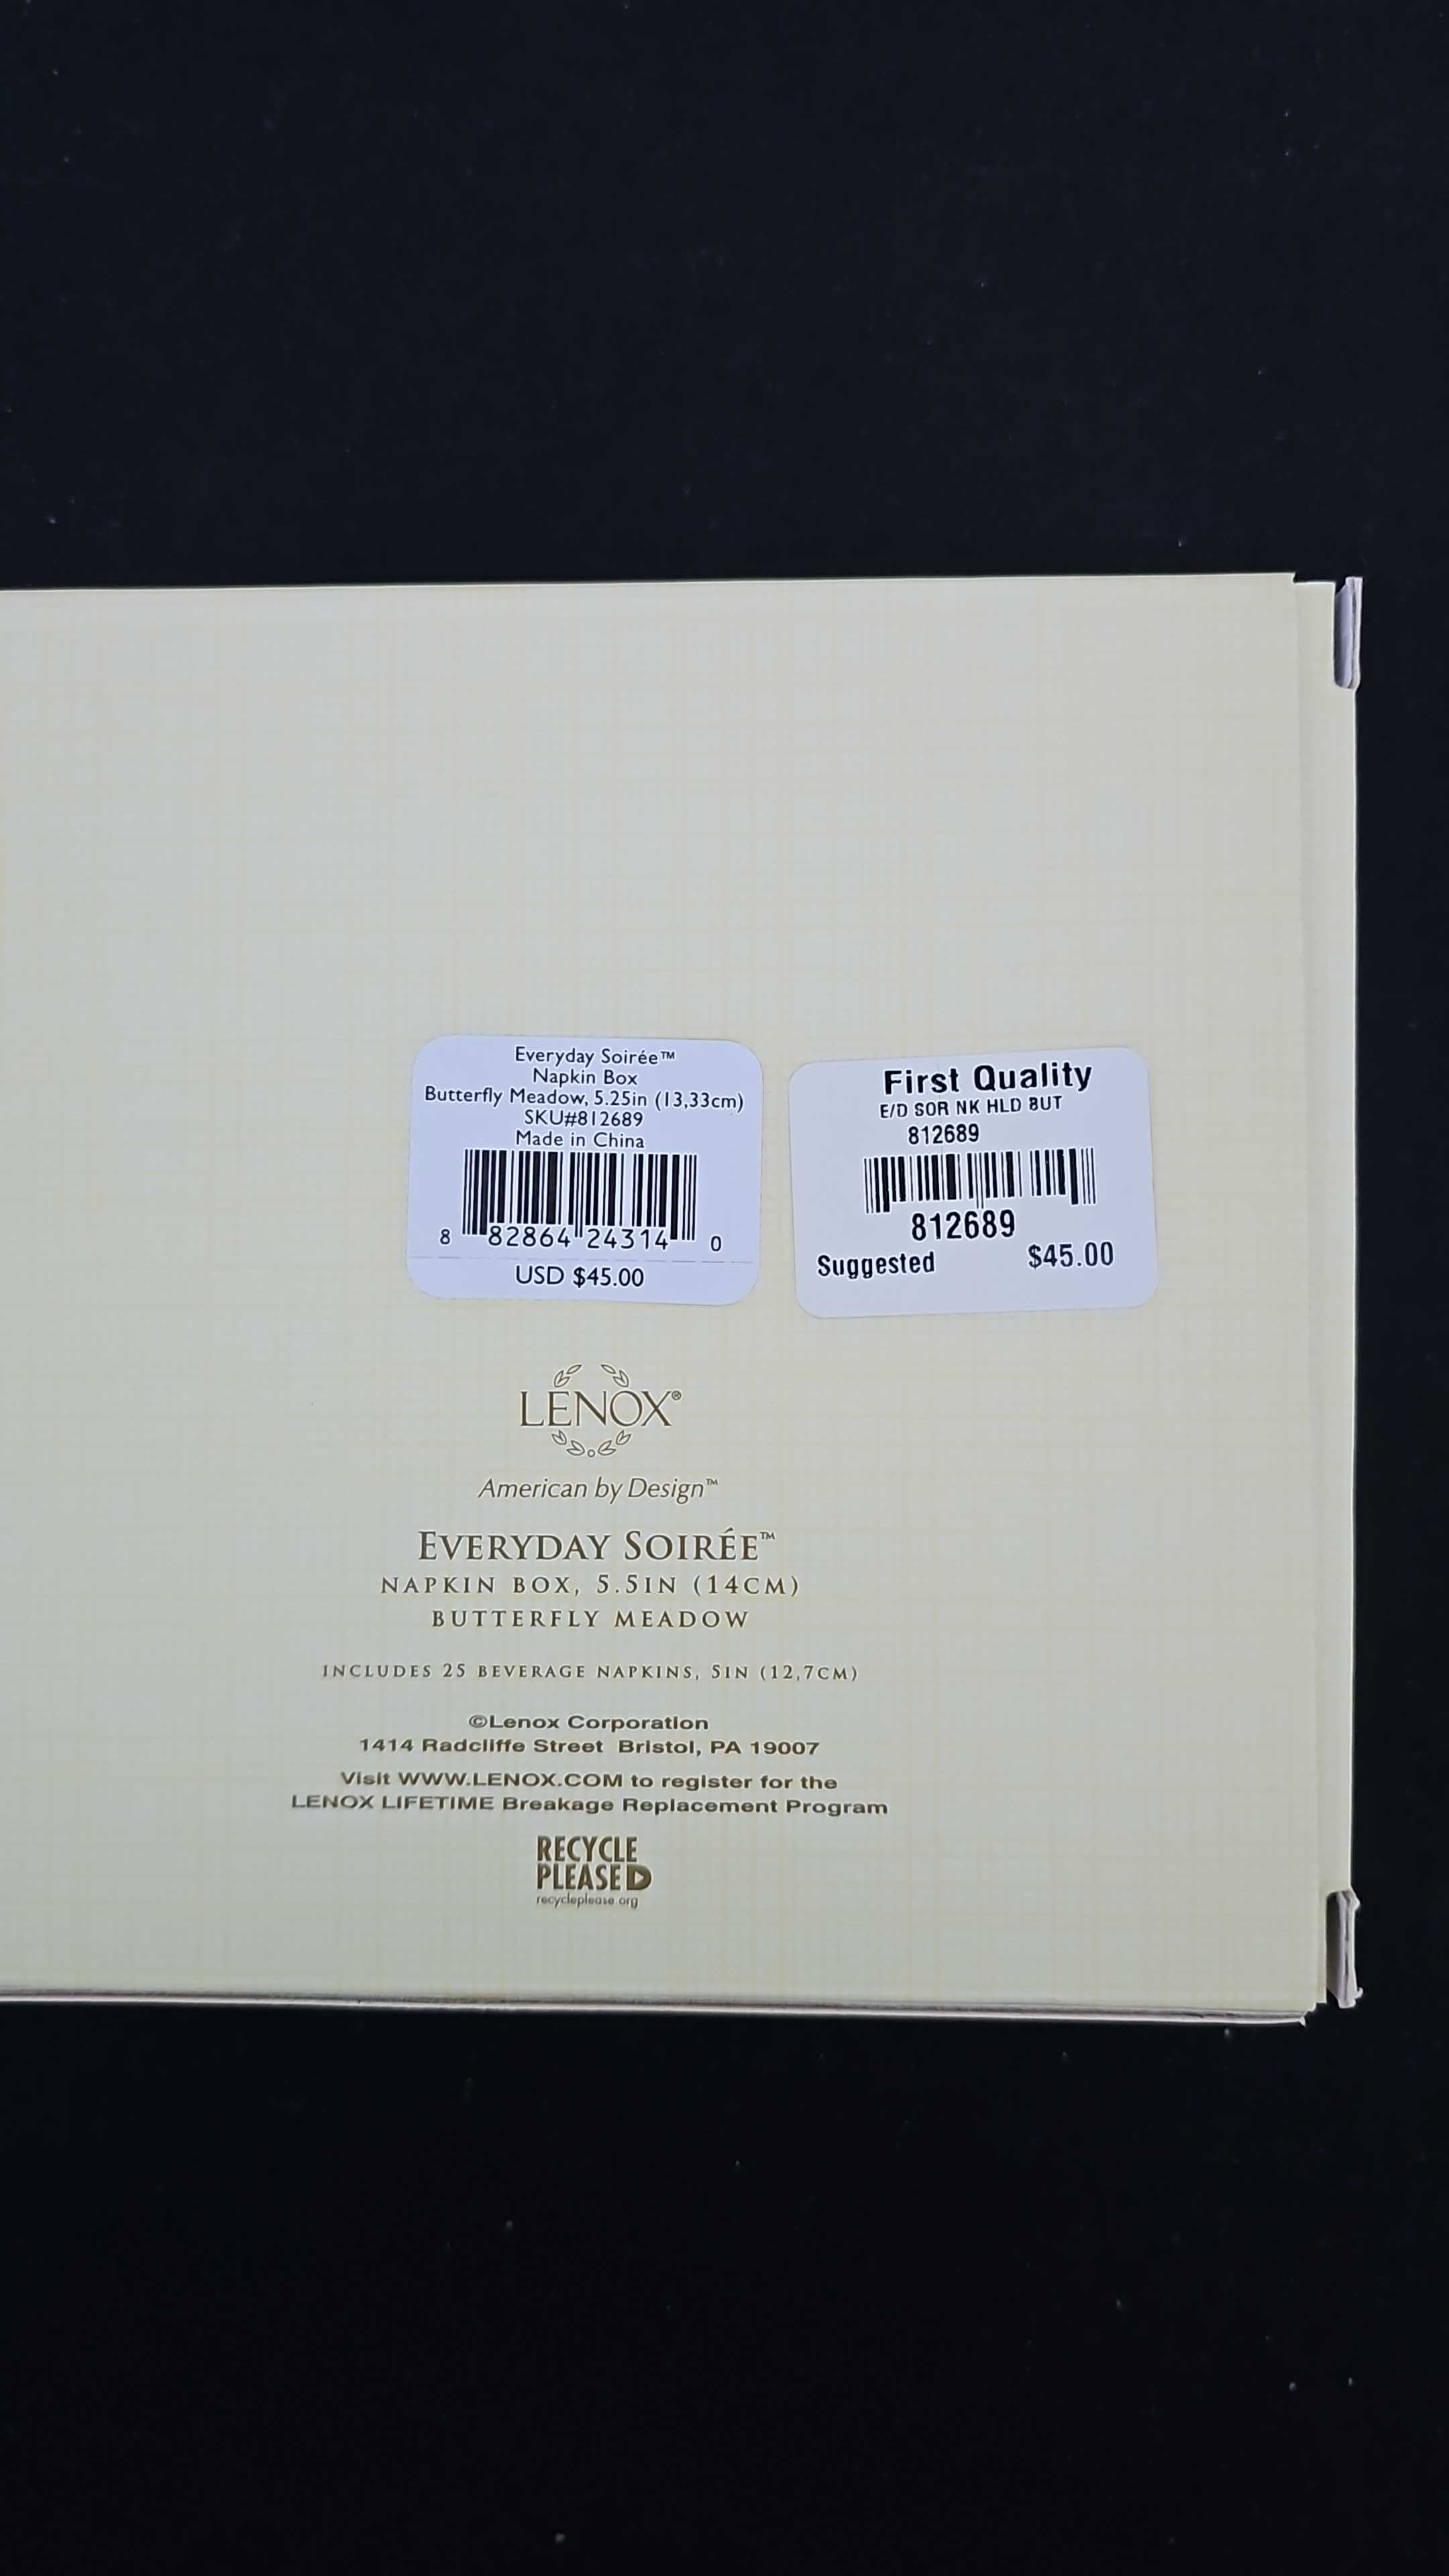 Everyday Soirée™
Napkin Box
Butterfly Meadow, 5.25in (13,33cm)
SKU#812689
Made in China
8 82864 24314 0
USD $45.00
First Quality
E/D SOR NK HLD BUT
812689
812689
Suggested $45.00
LENOX®
American by Design™
EVERYDAY SOIRÉE™
NAPKIN BOX, 5.5IN (14CM)
BUTTERFLY MEADOW
INCLUDES 25 BEVERAGE NAPKINS, 5IN (12,7CM)
©Lenox Corporation
1414 Radcliffe Street Bristol, PA 19007
Visit WWW.LENOX.COM to register for the
LENOX LIFETIME Breakage Replacement Program
RECYCLE
PLEASE
recycleplease.org